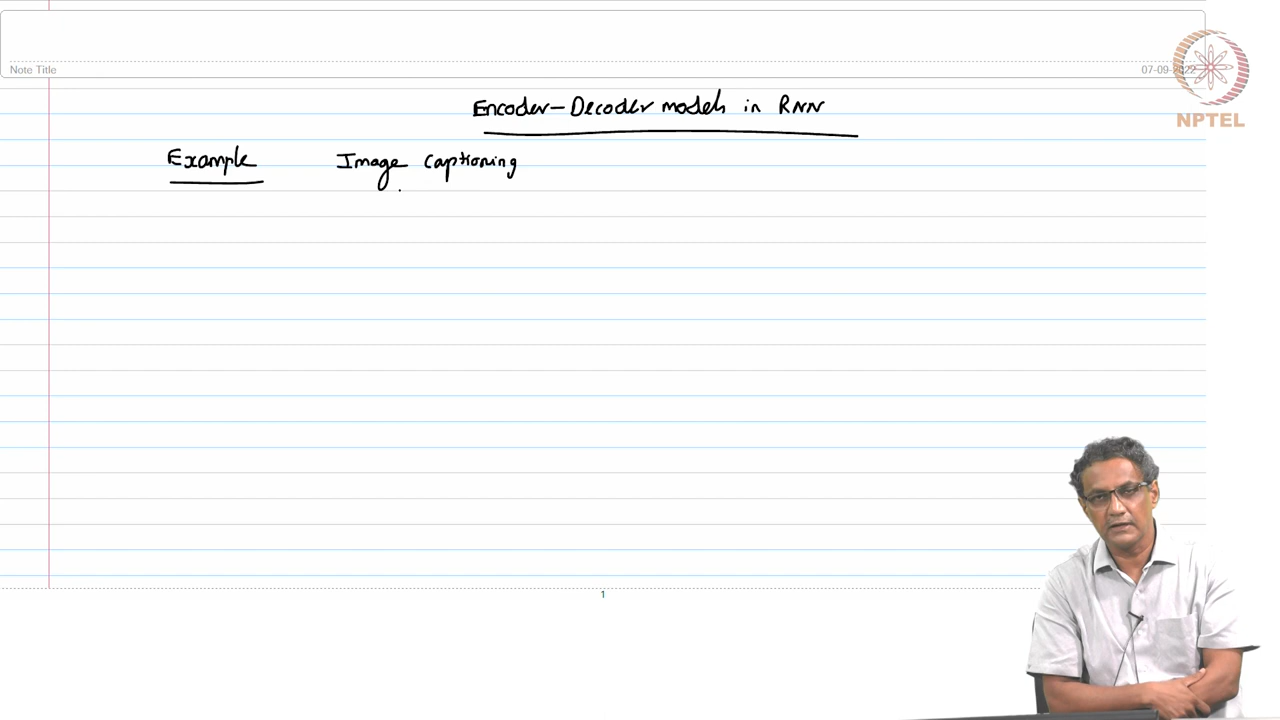 Note Title
07-09-2022
NPTEL
Encoder-Decoder models in RNN
Example Image Captioning
1